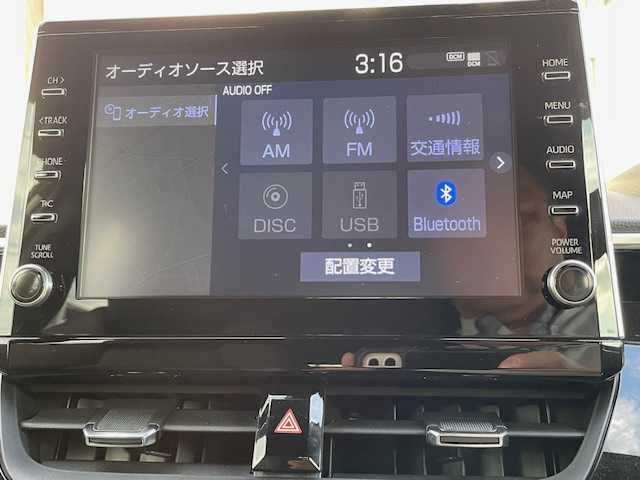 オーディオソース選択
3:16
DCM
DCM
AUDIO OFF
オーディオ選択
AM
FM
交通情報
DISC
USB
Bluetooth
配置変更
CH >
< TRACK
PHONE
TUNE
SCROLL
HOME
MENU
AUDIO
MAP
POWER
VOLUME